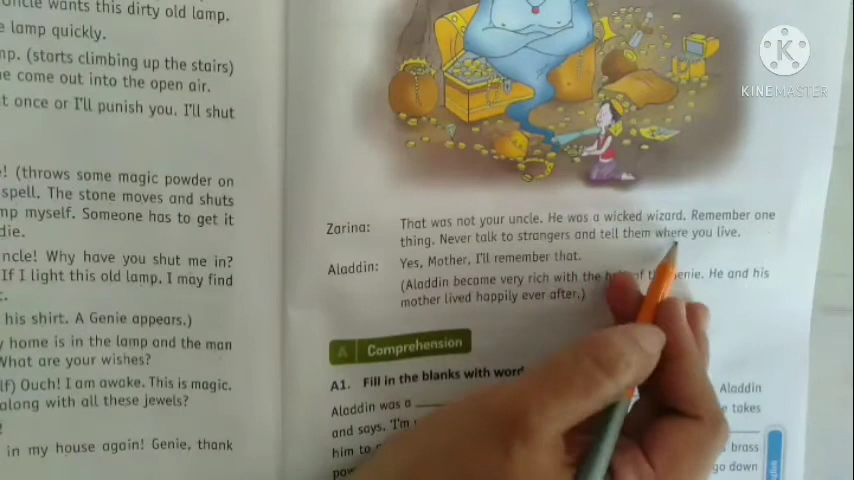 ncle wants this dirty old lamp.
e lamp quickly.
mp. (starts climbing up the stairs)
e come out into the open air.
t once or I'll punish you. I'll shut
! (throws some magic powder on
spell. The stone moves and shuts
mp myself. Someone has to get it
die.
ncle! Why have you shut me in?
If I light this old lamp, I may find
his shirt. A Genie appears.)
y home is in the lamp and the man
What are your wishes?
lf) Ouch! I am awake. This is magic.
along with all these jewels?
in my house again! Genie, thank
KINEMASTER
Zarina: That was not your uncle. He was a wicked wizard. Remember one
thing. Never talk to strangers and tell them where you live.
Aladdin: Yes, Mother, I'll remember that.
(Aladdin became very rich with the of the enie. He and his
mother lived happily ever after.)
A Comprehension
A1. Fill in the blanks with word
Aladdin was a Aladdin
and says. 'I'm takes
him to brass
go down